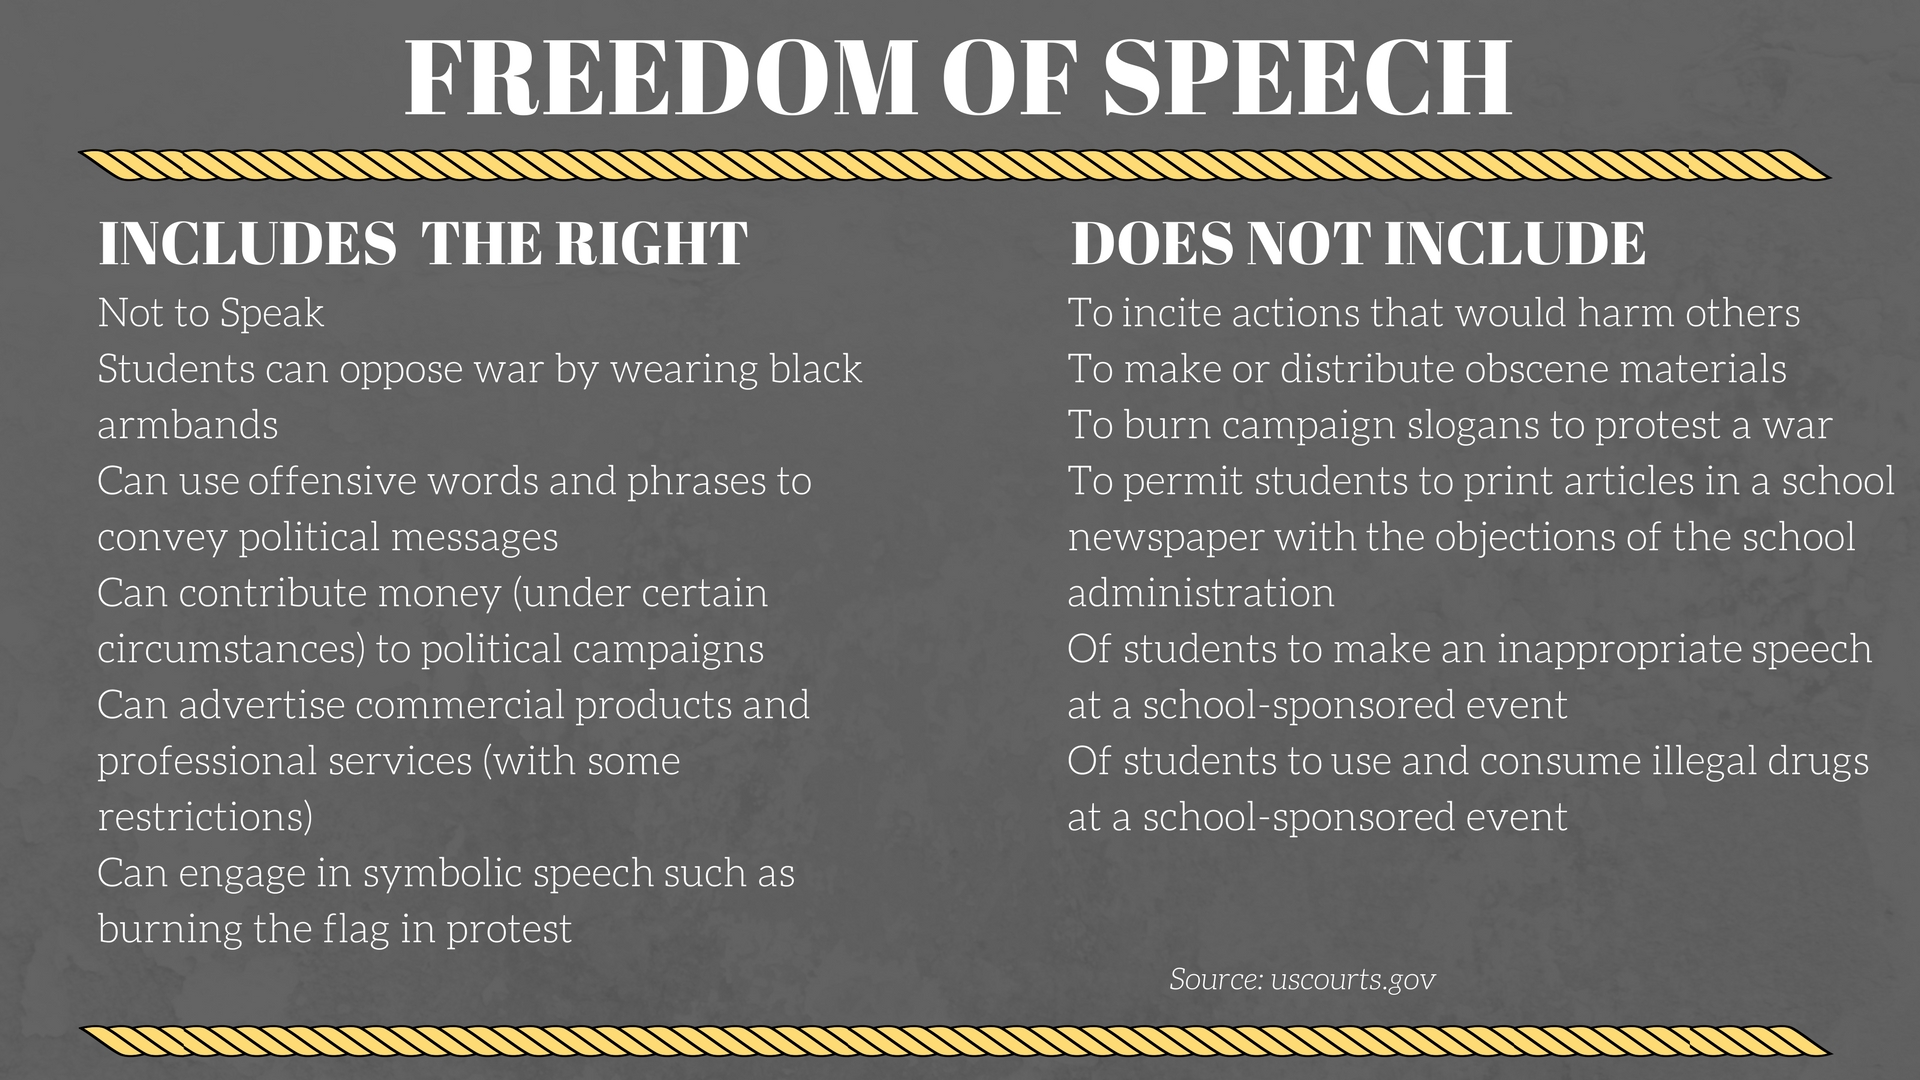 FREEDOM OF SPEECH
INCLUDES THE RIGHT
Not to Speak
Students can oppose war by wearing black
armbands
Can use offensive words and phrases to
convey political messages
Can contribute money (under certain
circumstances) to political campaigns
Can advertise commercial products and
professional services (with some
restrictions)
Can engage in symbolic speech such as
burning the flag in protest
DOES NOT INCLUDE
To incite actions that would harm others
To make or distribute obscene materials
To burn campaign slogans to protest a war
To permit students to print articles in a school
newspaper with the objections of the school
administration
Of students to make an inappropriate speech
at a school-sponsored event
Of students to use and consume illegal drugs
at a school-sponsored event
Source: uscourts.gov